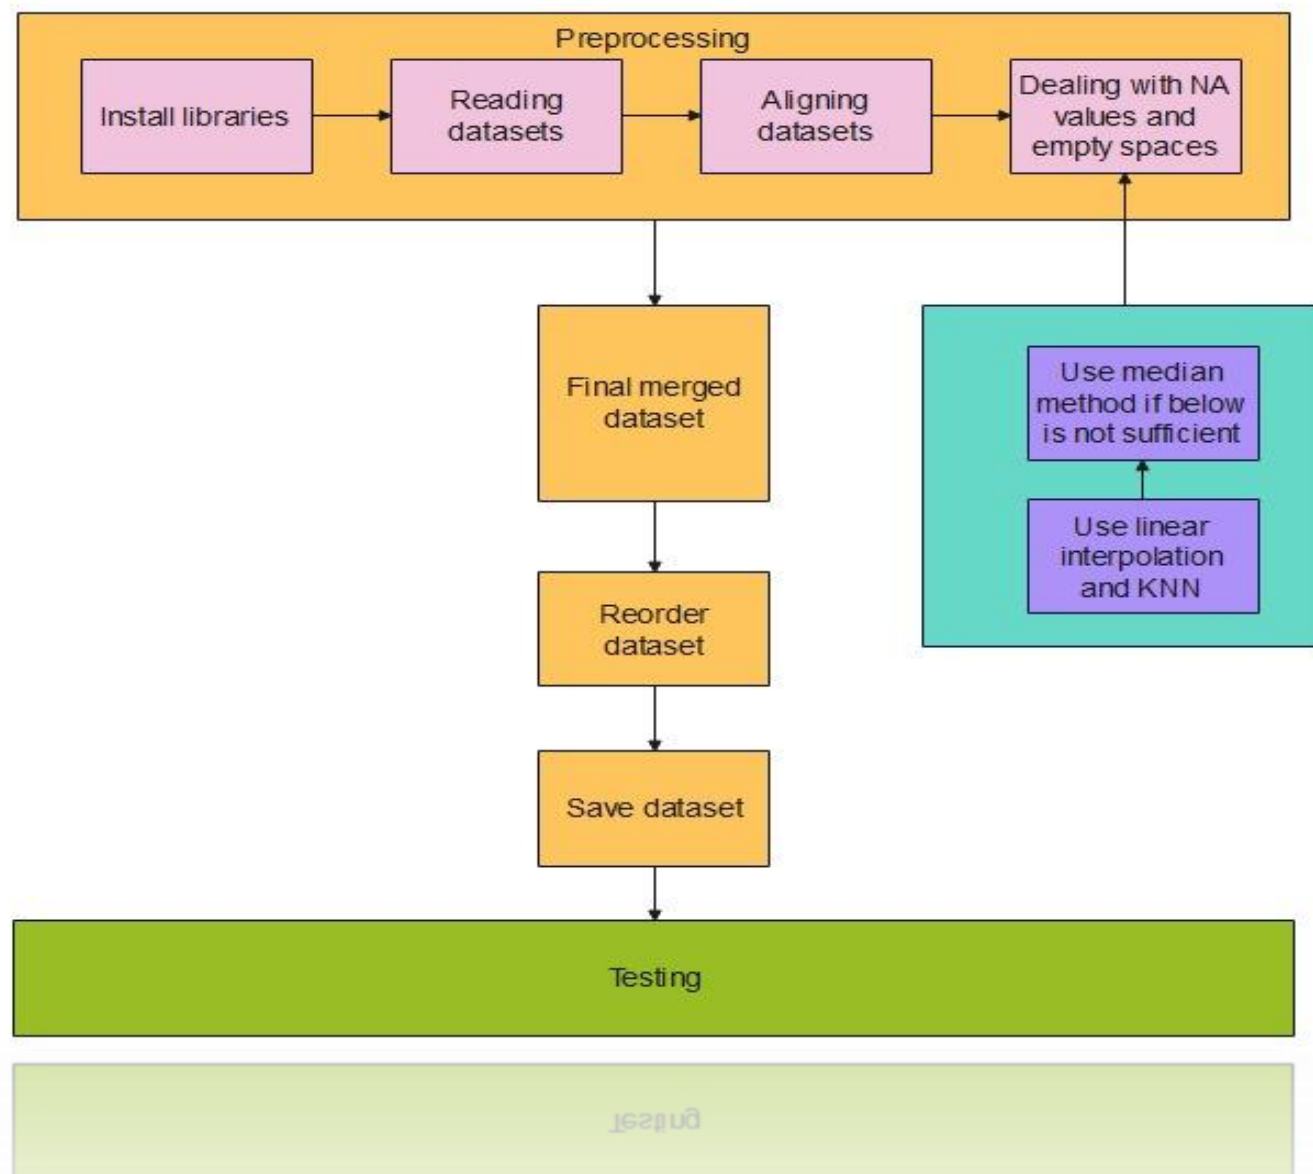 Preprocessing
Install libraries
Reading
datasets
Aligning
datasets
Dealing with NA
values and
empty spaces
Final merged
dataset
Use median
method if below
is not sufficient
Use linear
interpolation
and KNN
Reorder
dataset
Save dataset
Testing
Testing